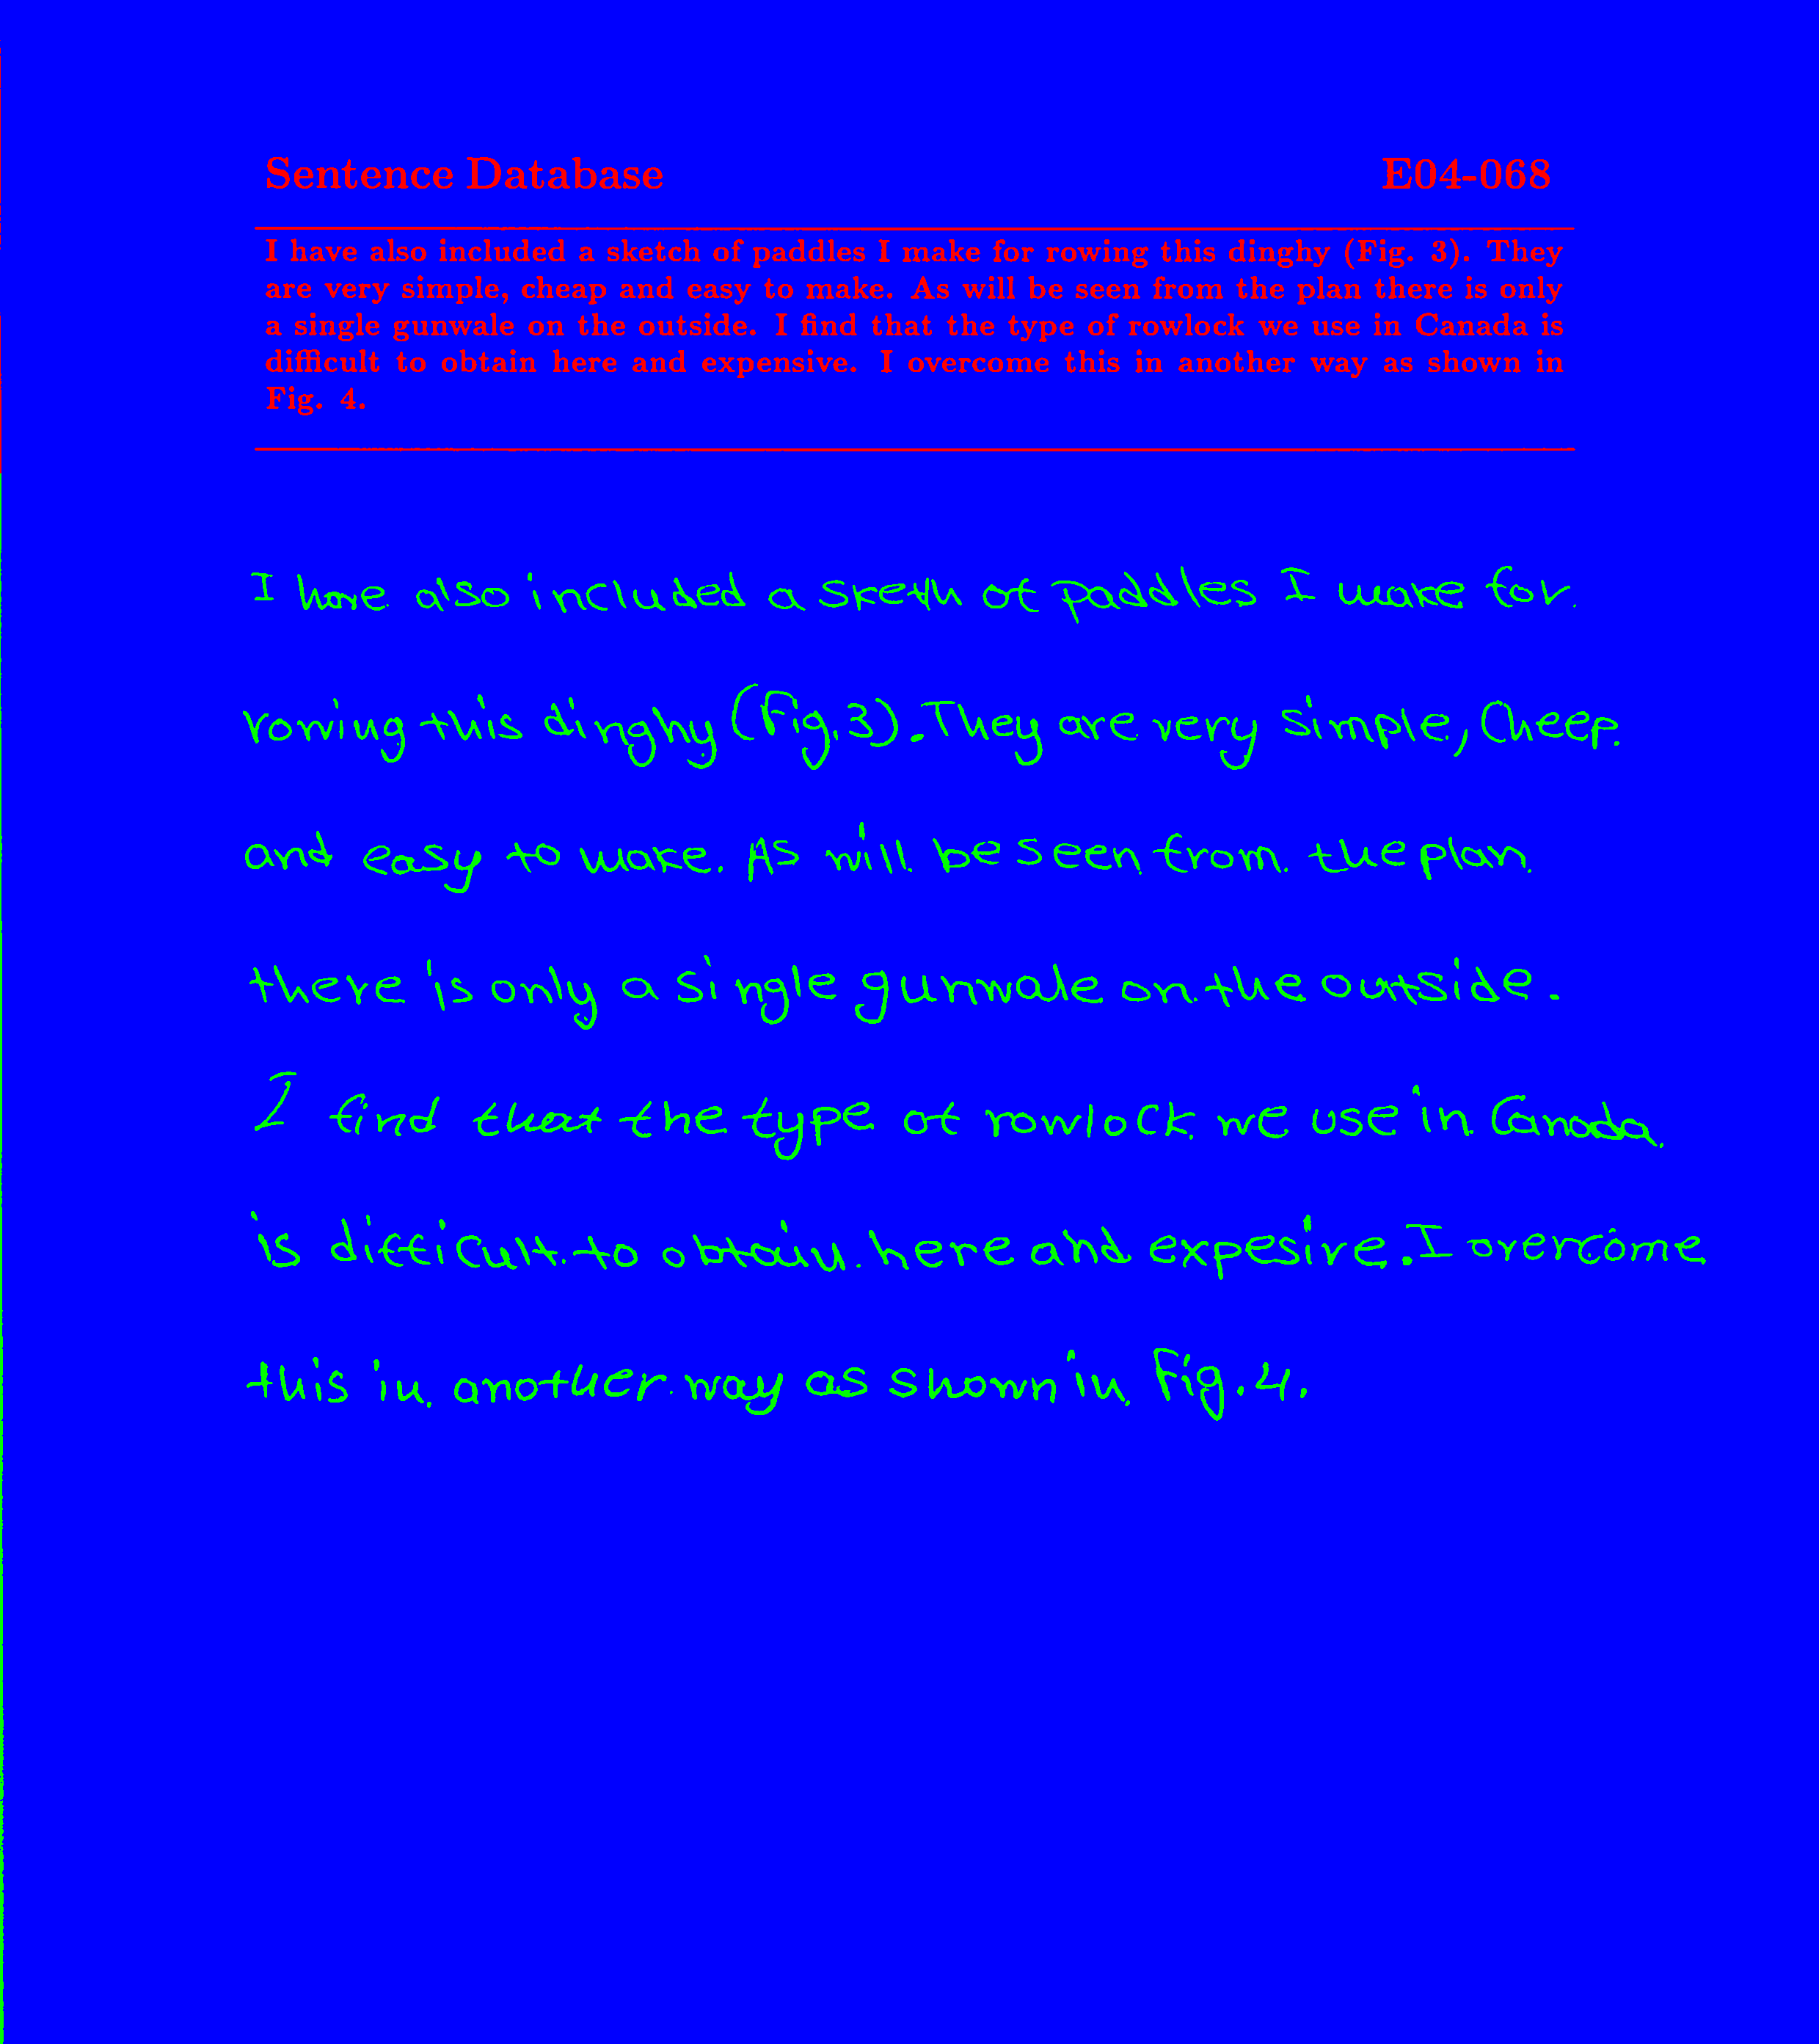 Sentence Database E04-068
I have also included a sketch of paddles I make for rowing this dinghy (Fig. 3). They
are very simple, cheap and easy to make. As will be seen from the plan there is only
a single gunwale on the outside. I find that the type of rowlock we use in Canada is
difficult to obtain here and expensive. I overcome this in another way as shown in
Fig. 4.
I have also included a sketh of paddles I make for
rowing this dinghy (Fig. 3). They are very simple, Cheep
and easy to make. As will be seen from the plan
there is only a single gunwale on the outside.
I find that the type of rowlock we use in Canada
is difficult to obtain here and expesive. I overcome
this in another way as shown in Fig. 4.